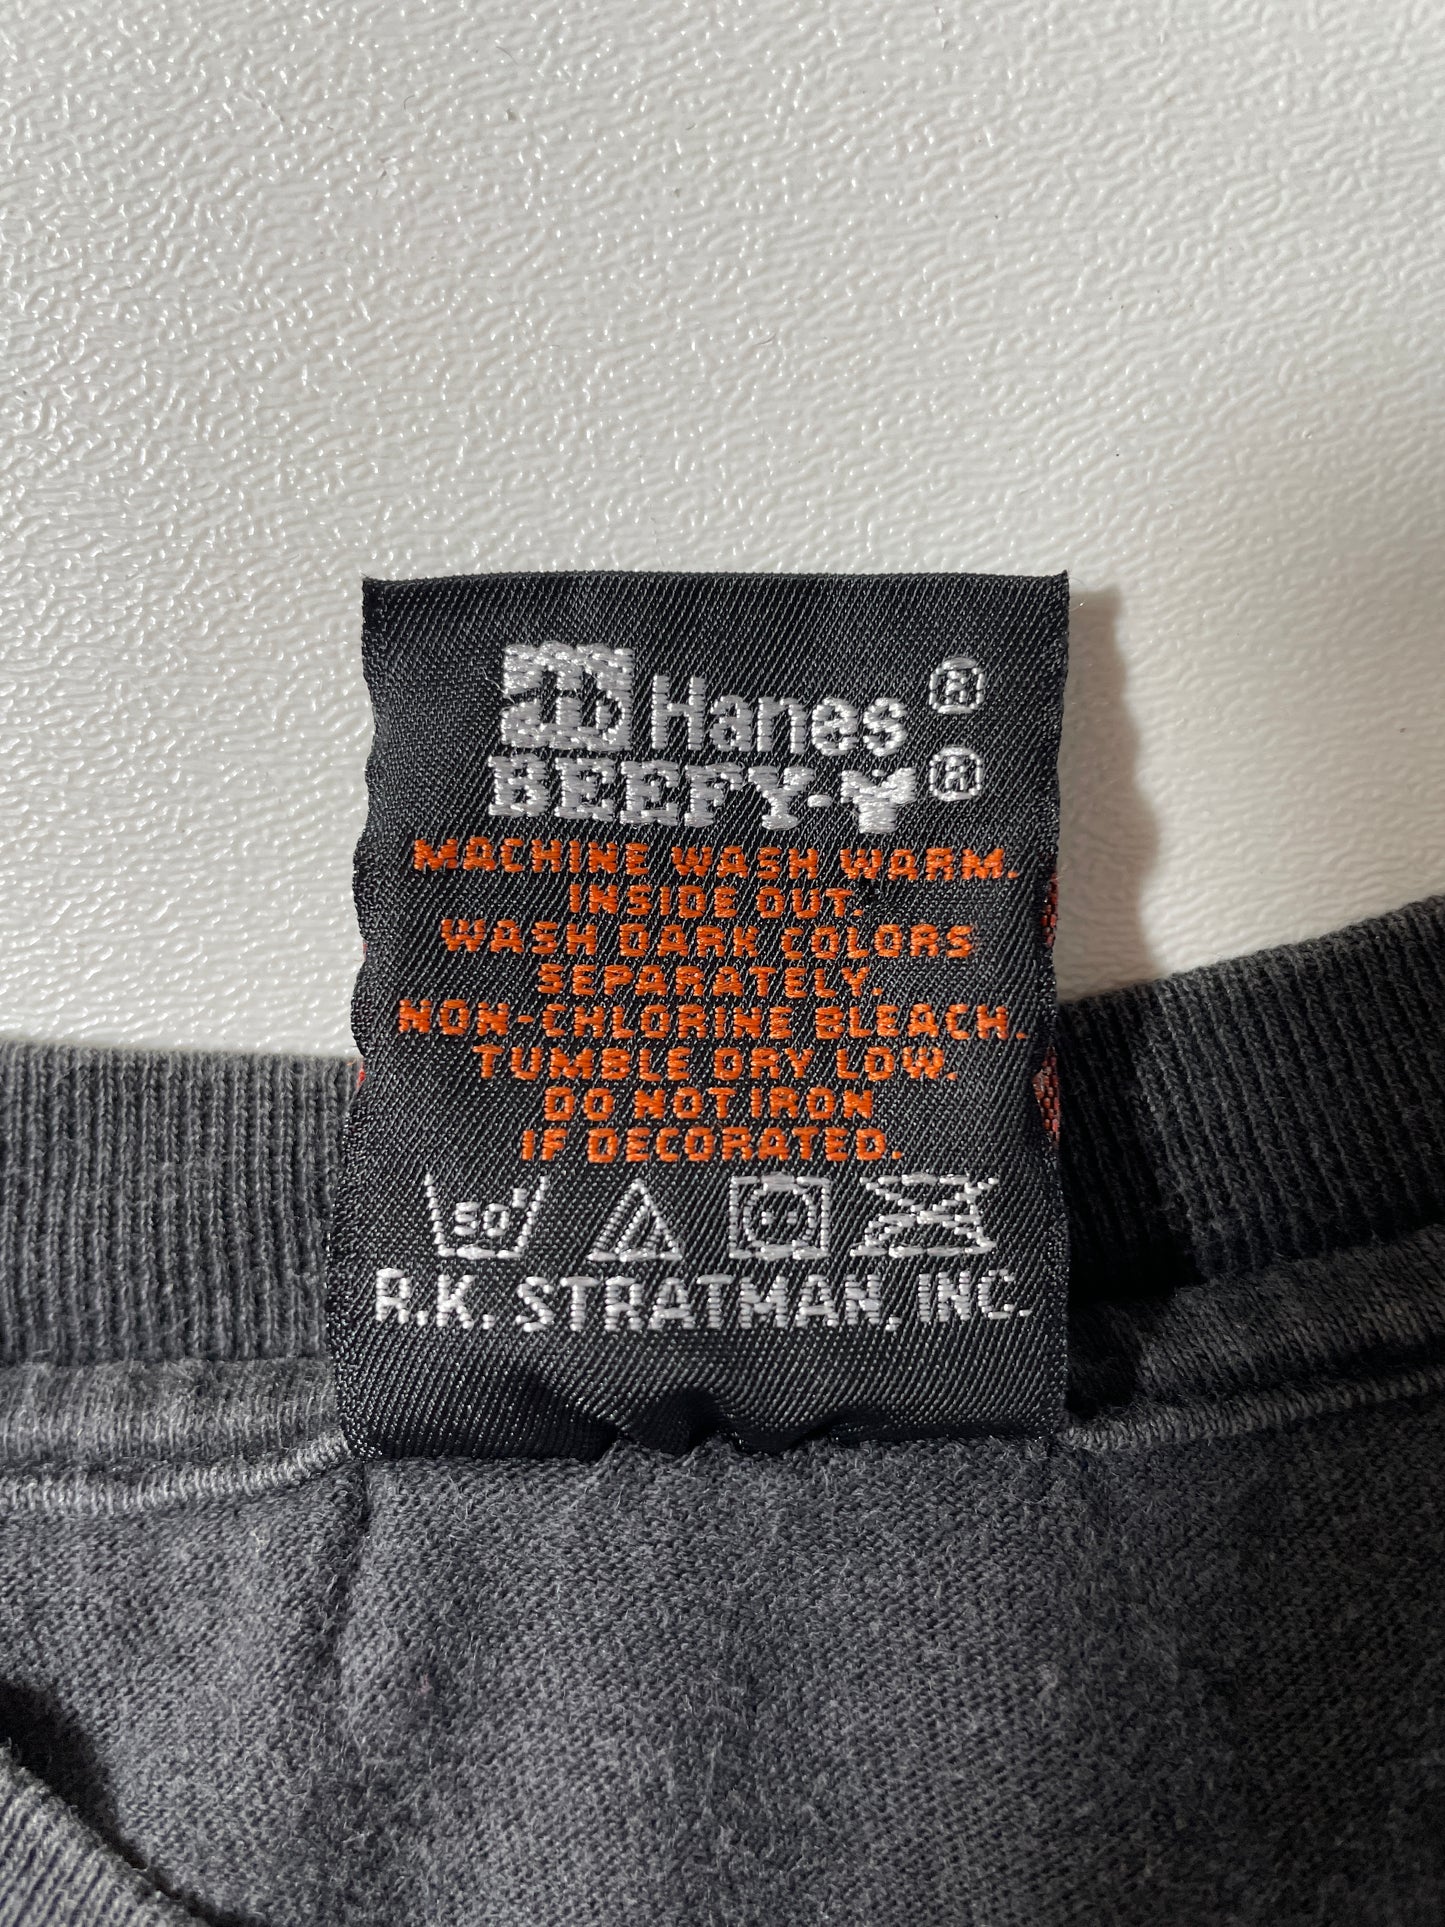 Hanes®
BEEFY-T®
MACHINE WASH WARM.
INSIDE OUT.
WASH DARK COLORS
SEPARATELY.
NON-CHLORINE BLEACH.
TUMBLE DRY LOW.
DO NOT IRON
IF DECORATED.
50°
R.K. STRATMAN, INC.